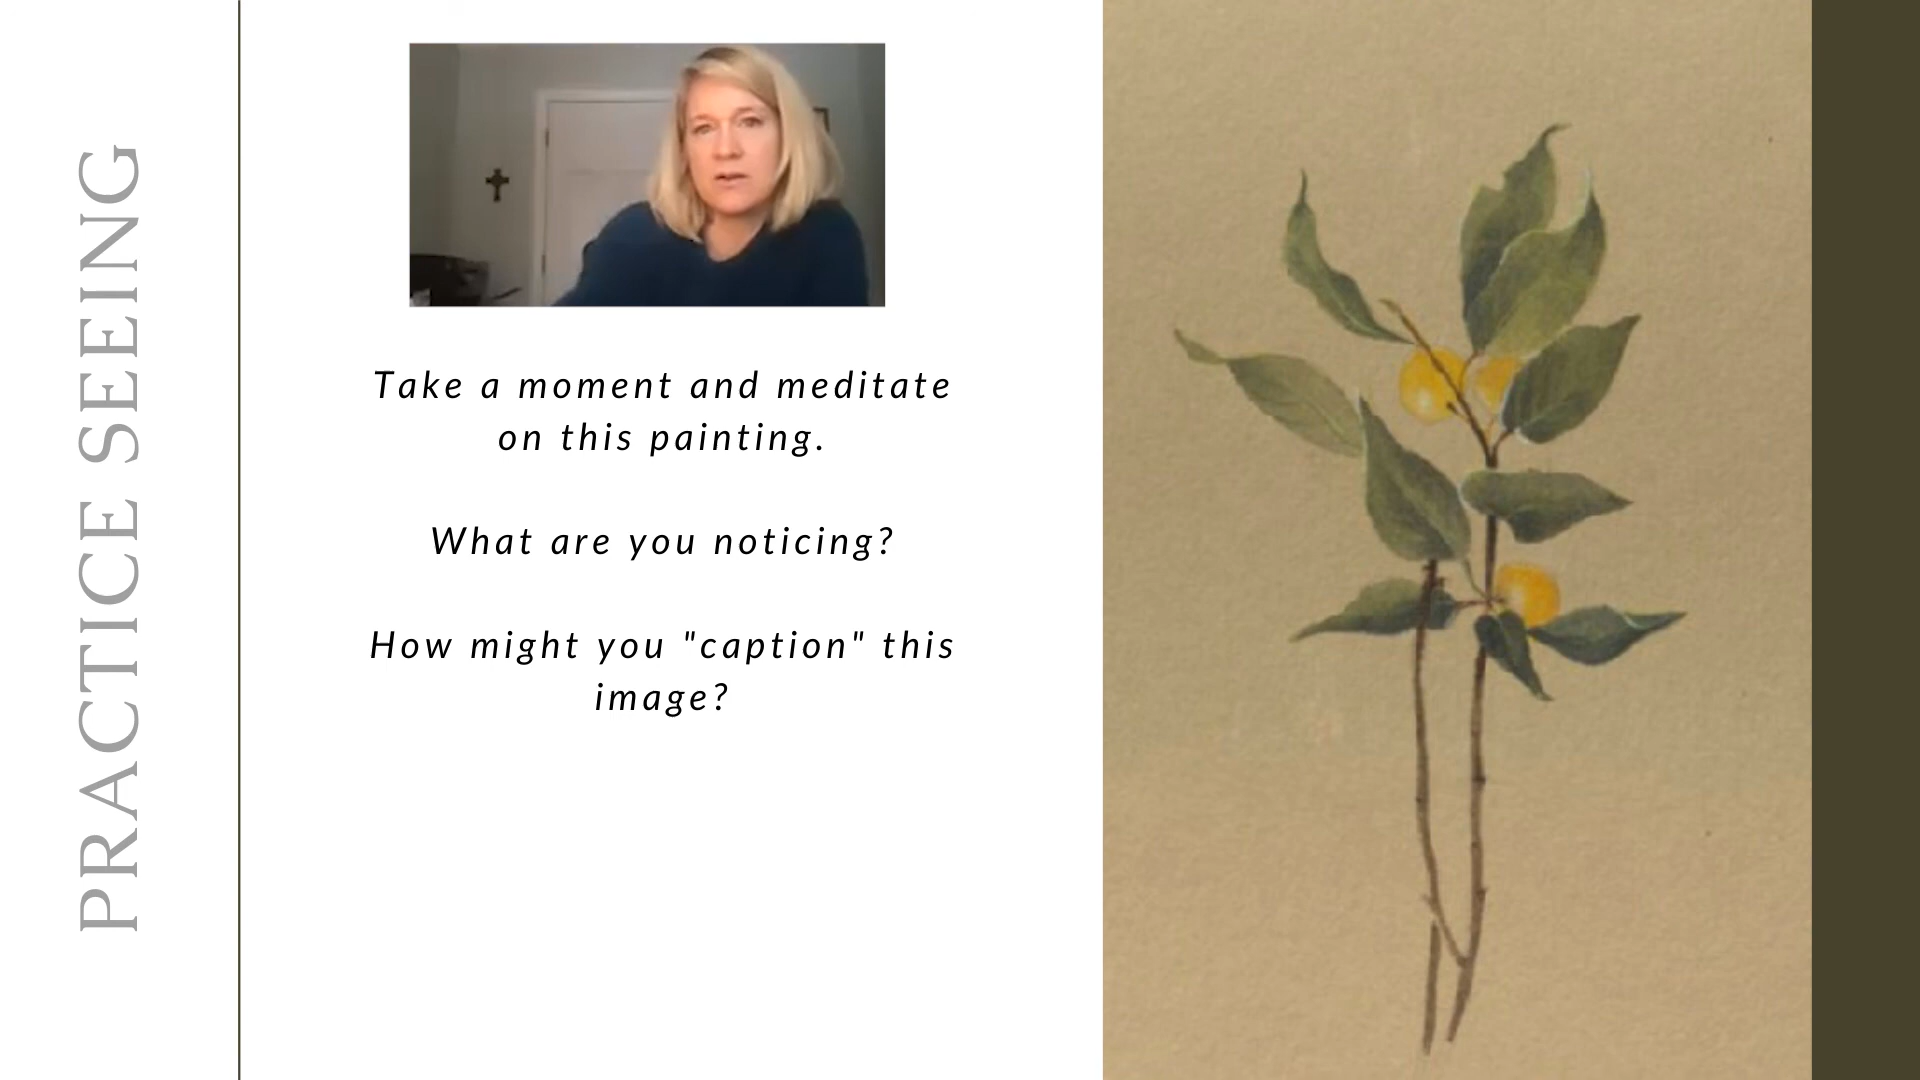 PRACTICE SEEING
Take a moment and meditate
on this painting.
What are you noticing?
How might you "caption" this
image?